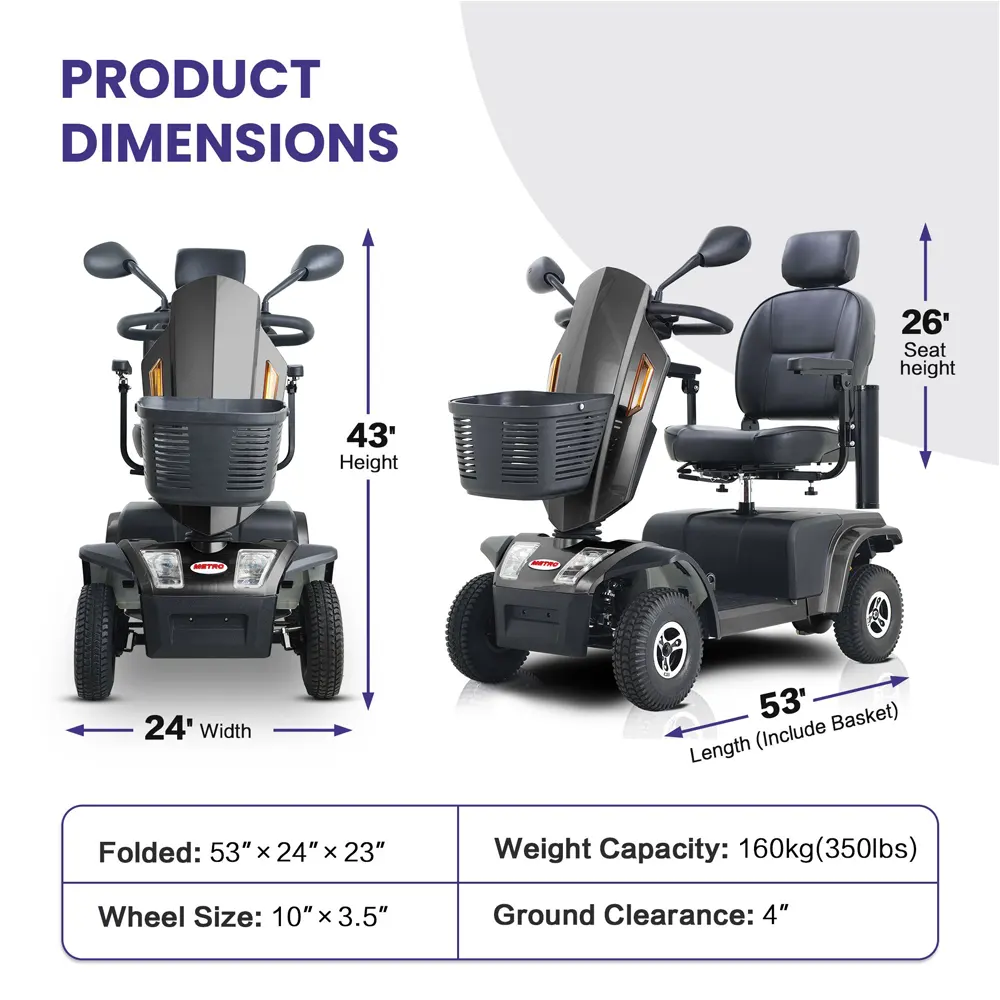 PRODUCT
DIMENSIONS
43'
Height
24' Width
26'
Seat
height
53'
Length (Include Basket)
METRO
METRO
Folded: 53″×24″×23″
Weight Capacity: 160kg(350lbs)
Wheel Size: 10″×3.5″
Ground Clearance: 4″